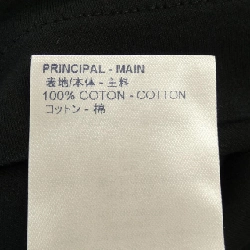 PRINCIPAL - MAIN
表地/本体 - 主料
100% COTON - COTTON
コットン - 棉